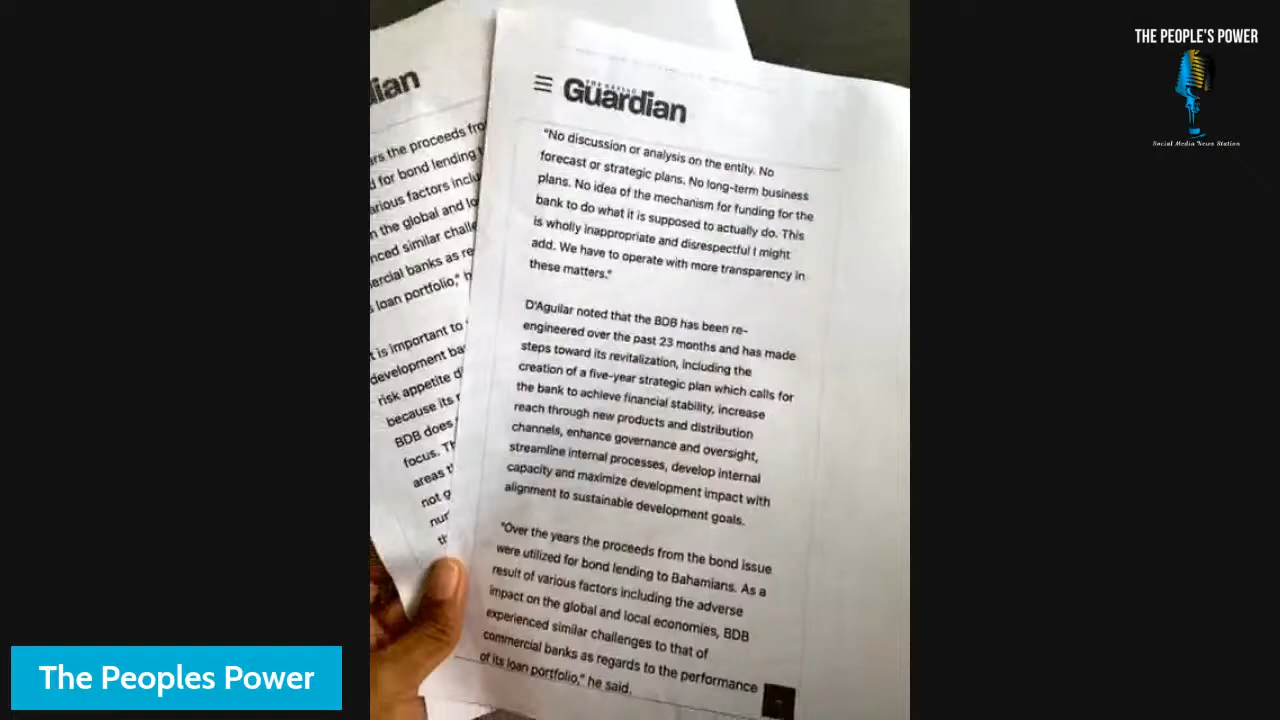 THE PEOPLE'S POWER
Social Media News Station
dian
ars the proceeds fro
d for bond lending t
arious factors inclu
n the global and lo
nced similar challe
ercial banks as re
s loan portfolio," h
t is important to
development ba
risk appetite d
because its r
BDB does
focus. Th
areas t
not g
nur
th
THE NASSAU
Guardian
"No discussion or analysis on the entity. No
forecast or strategic plans. No long-term business
plans. No idea of the mechanism for funding for the
bank to do what it is supposed to actually do. This
is wholly inappropriate and disrespectful I might
add. We have to operate with more transparency in
these matters."
D'Aguilar noted that the BDB has been re-
engineered over the past 23 months and has made
steps toward its revitalization, including the
creation of a five-year strategic plan which calls for
the bank to achieve financial stability, increase
reach through new products and distribution
channels, enhance governance and oversight,
streamline internal processes, develop internal
capacity and maximize development impact with
alignment to sustainable development goals.
"Over the years the proceeds from the bond issue
were utilized for bond lending to Bahamians. As a
result of various factors including the adverse
impact on the global and local economies, BDB
experienced similar challenges to that of
commercial banks as regards to the performance
of its loan portfolio," he said.
The Peoples Power